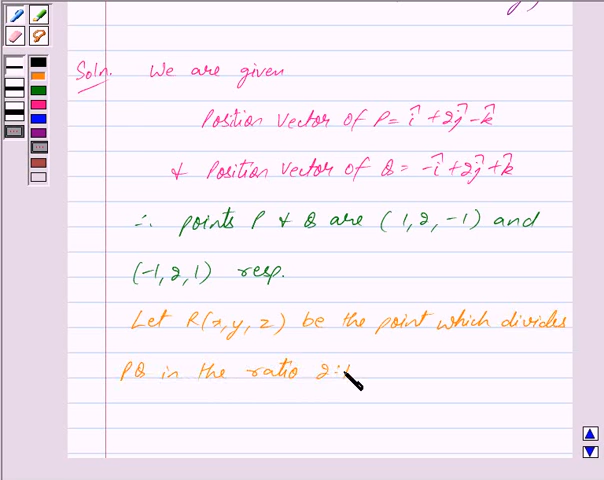 Soln. We are given
Position Vector of P = î + 2ĵ - k̂
& Position Vector of Q = -î + 2ĵ + k̂
∴ points P & Q are (1, 2, -1) and
(-1, 2, 1) resp.
Let R(x, y, z) be the point which divides
PQ in the ratio 2:1